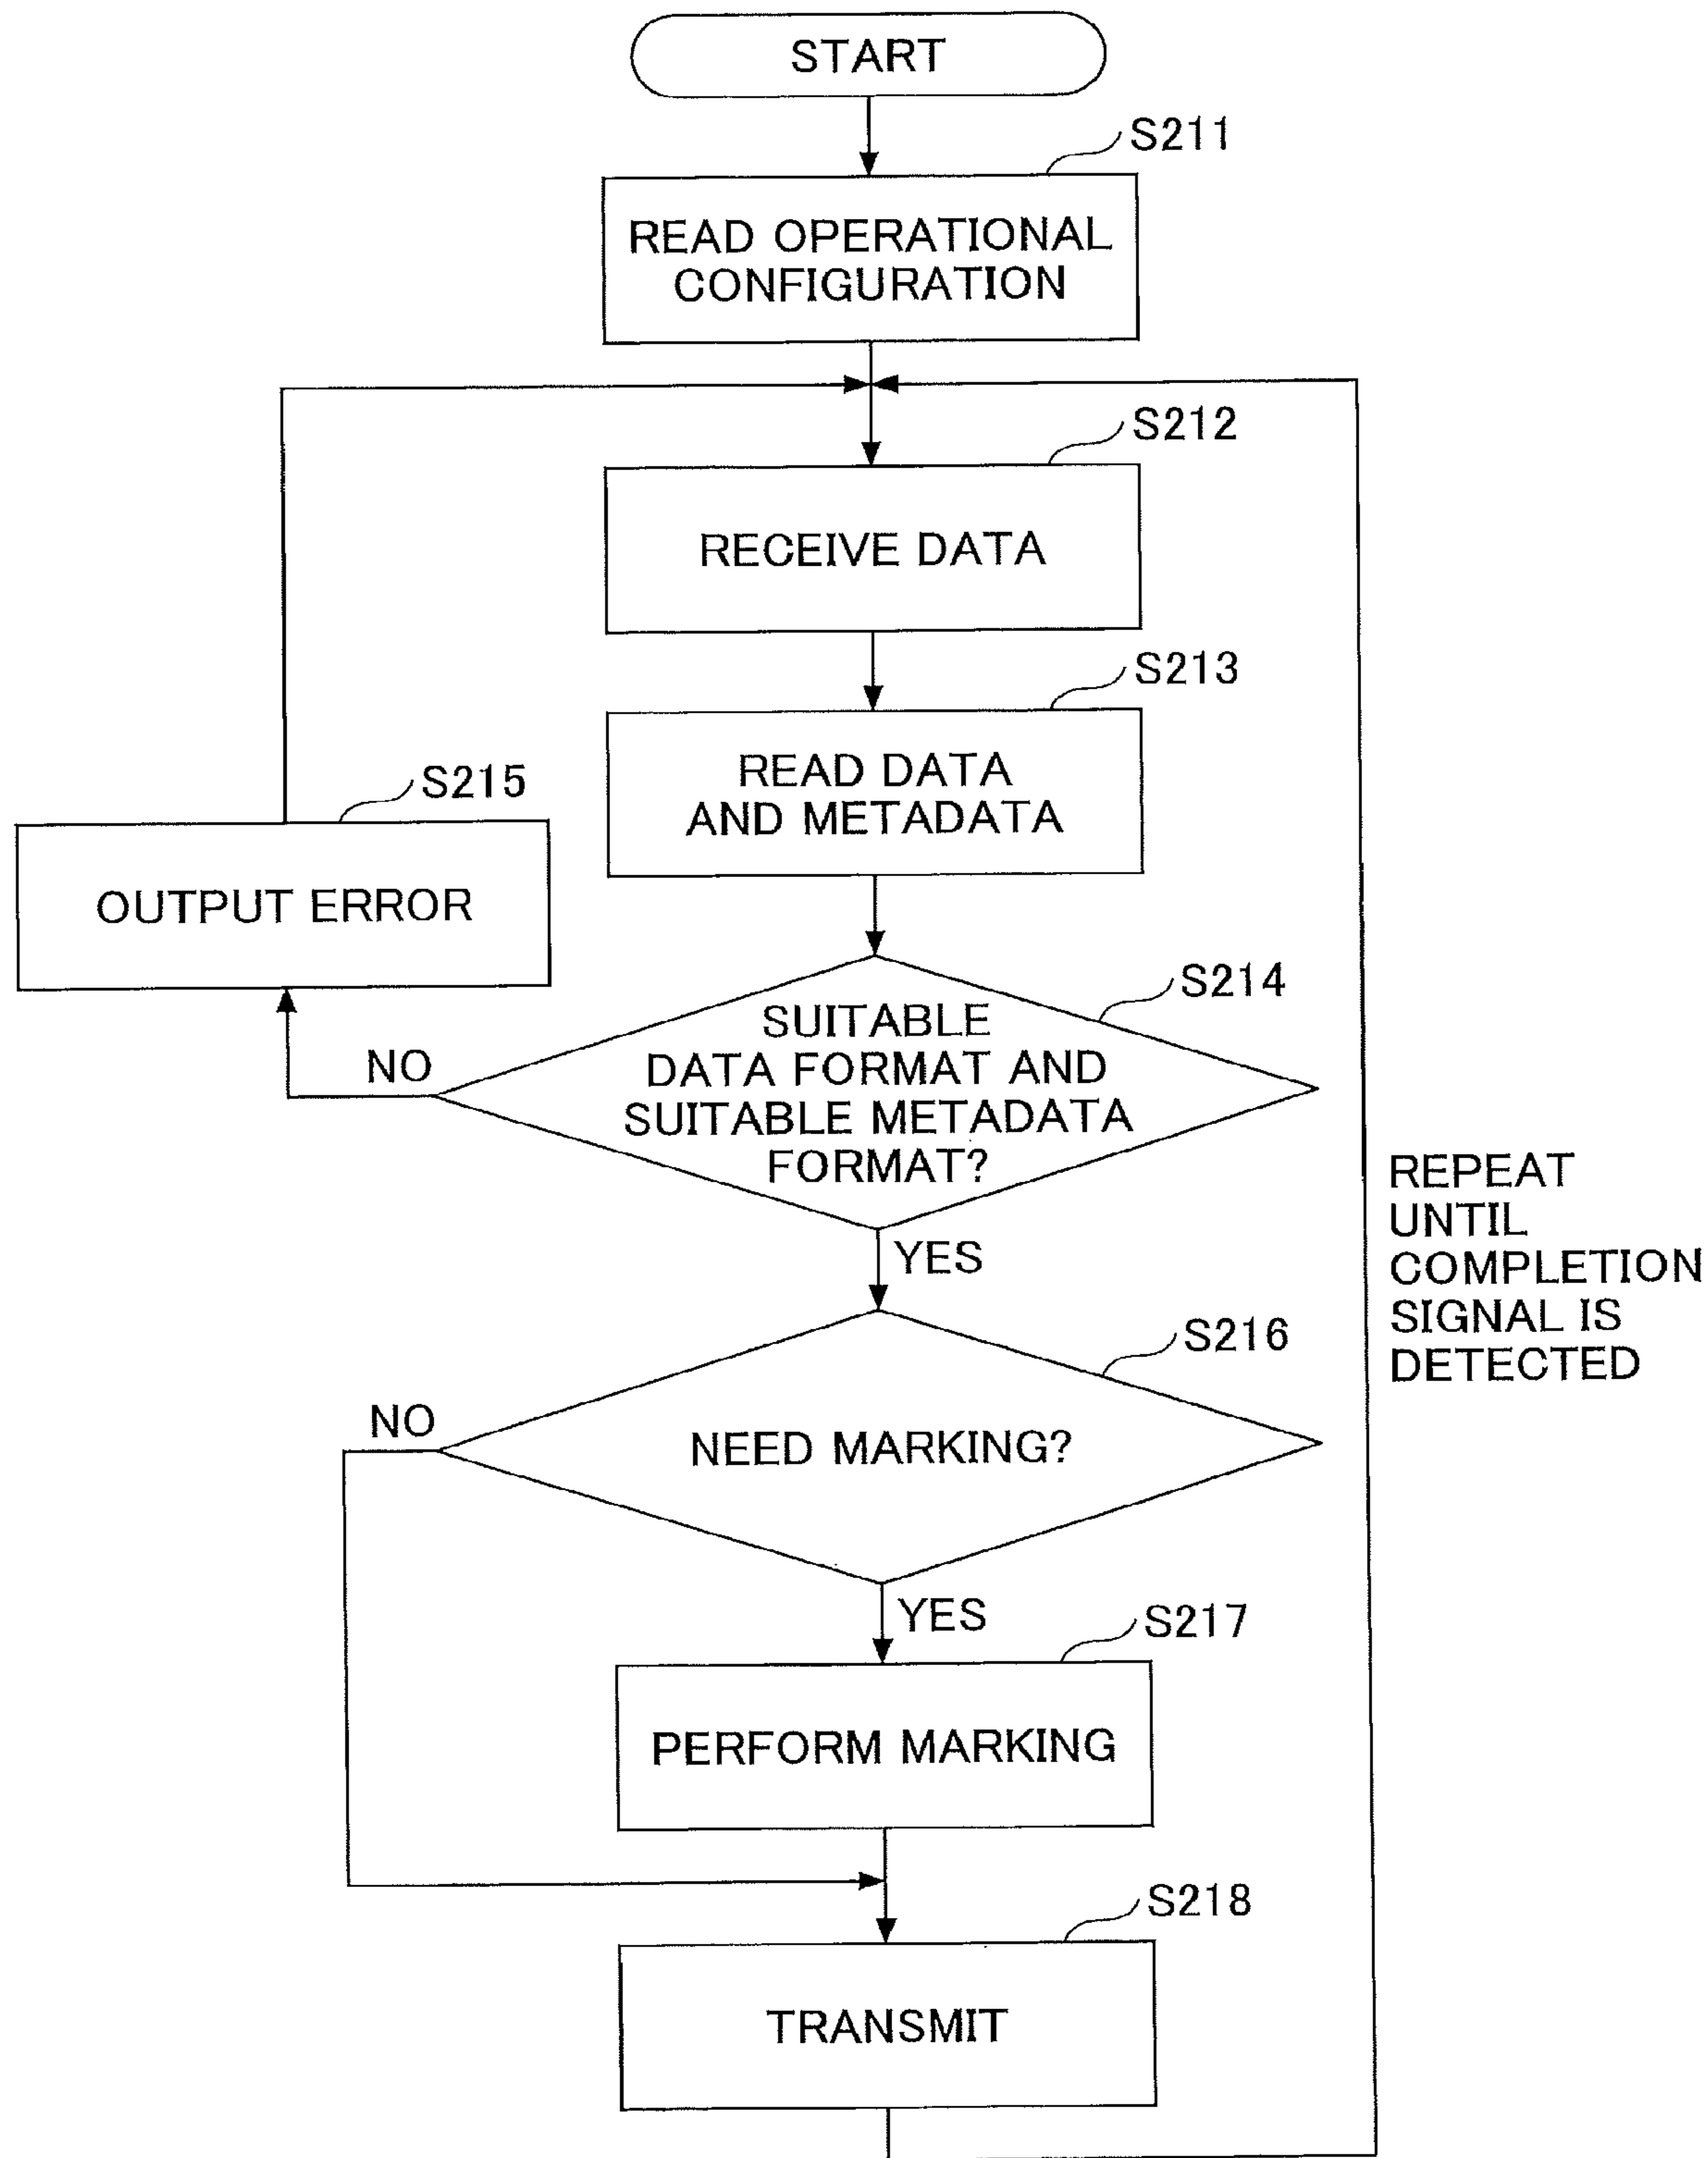 START
S211
READ OPERATIONAL
CONFIGURATION
S212
RECEIVE DATA
S213
READ DATA
AND METADATA
S215
OUTPUT ERROR
S214
SUITABLE
DATA FORMAT AND
SUITABLE METADATA
FORMAT?
NO
YES
REPEAT
UNTIL
COMPLETION
SIGNAL IS
DETECTED
S216
NEED MARKING?
NO
YES
S217
PERFORM MARKING
S218
TRANSMIT